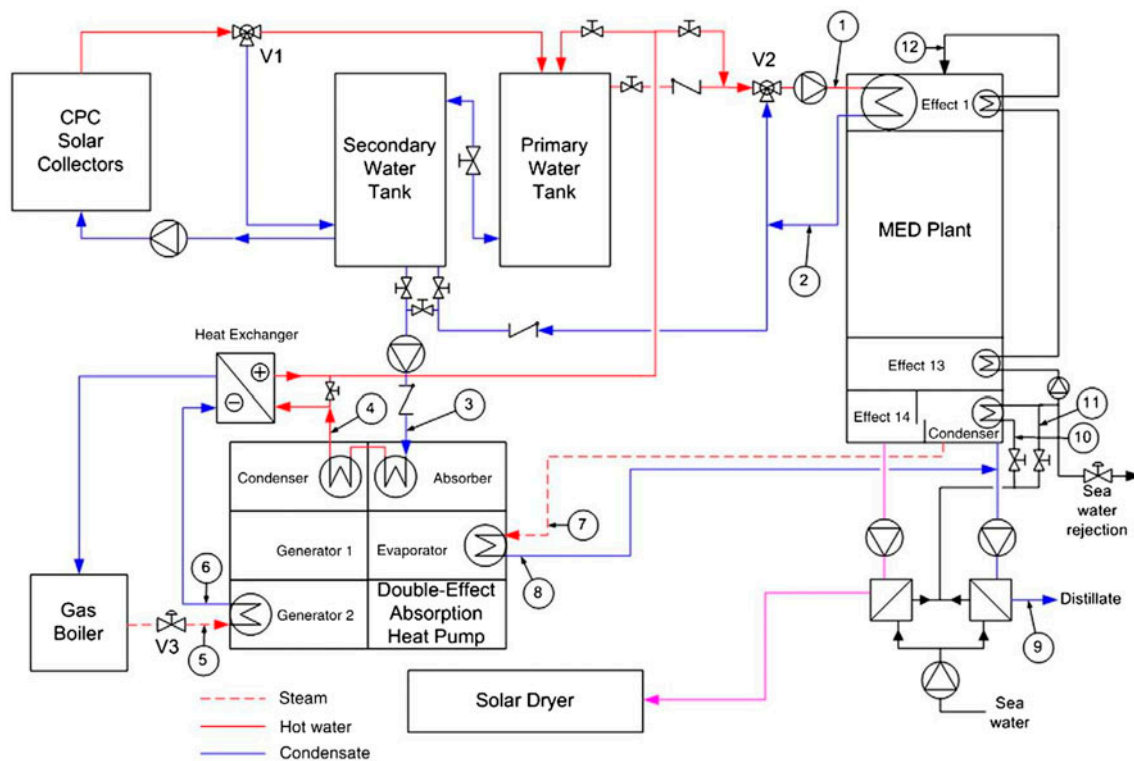 1
12
V1
V2
CPC
Solar
Collectors
Secondary
Water
Tank
Primary
Water
Tank
Effect 1
MED Plant
2
Heat Exchanger
Effect 13
4
3
11
Effect 14
10
Condenser
Condenser
Absorber
Sea
water
rejection
7
Generator 1
Evaporator
8
6
Gas
Boiler
V3
5
Generator 2
Double-Effect
Absorption
Heat Pump
Distillate
9
Solar Dryer
Sea
water
Steam
Hot water
Condensate